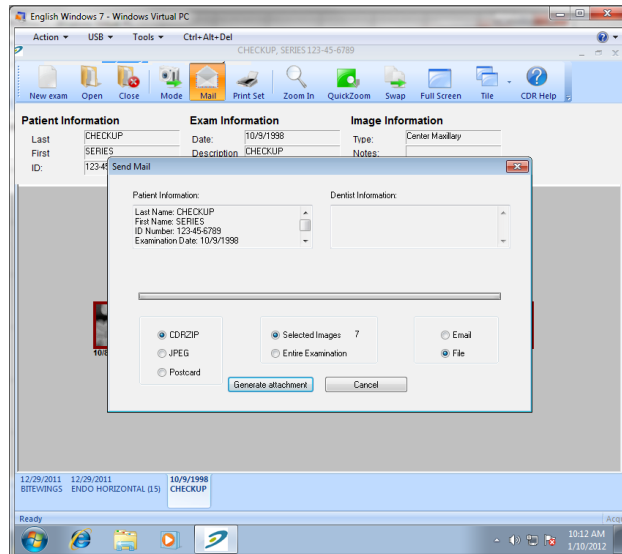 English Windows 7 - Windows Virtual PC
Action USB Tools Ctrl+Alt+Del
CHECKUP, SERIES 123-45-6789
New exam Open Close Mode Mail Print Set Zoom In QuickZoom Swap Full Screen Tile CDR Help
Patient Information Exam Information Image Information
Last CHECKUP Date: 10/9/1998 Type: Center Maxillary
First SERIES Description CHECKUP Notes:
ID: 123-45
Send Mail
Patient Information: Dentist Information:
Last Name: CHECKUP
First Name: SERIES
ID Number: 123-45-6789
Examination Date: 10/9/1998
CDRZIP Selected Images 7 Email
JPEG Entire Examination File
Postcard
Generate attachment Cancel
10/8
12/29/2011 12/29/2011 10/9/1998
BITEWINGS ENDO HORIZONTAL (15) CHECKUP
Ready Acq
10:12 AM
1/10/2012